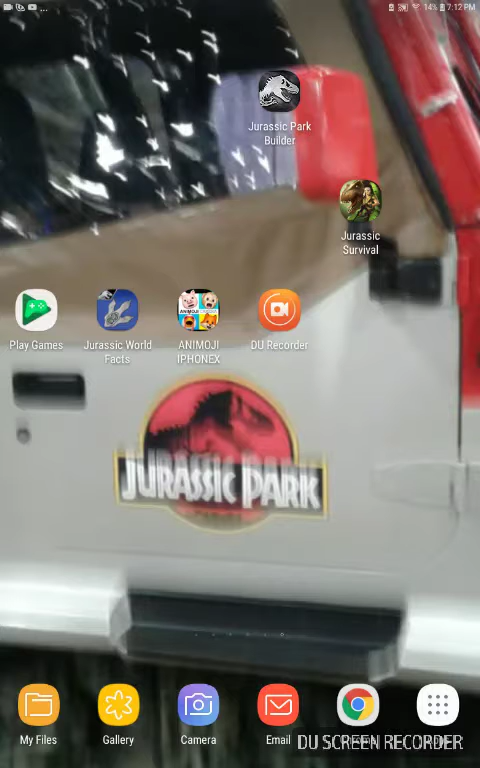 ... 14% 7:12 PM
Jurassic Park
Builder
Jurassic
Survival
Play Games
Jurassic World
Facts
ANIMOJI
IPHONEX
DU Recorder
JURASSIC PARK
My Files
Gallery
Camera
Email
DU SCREEN RECORDER